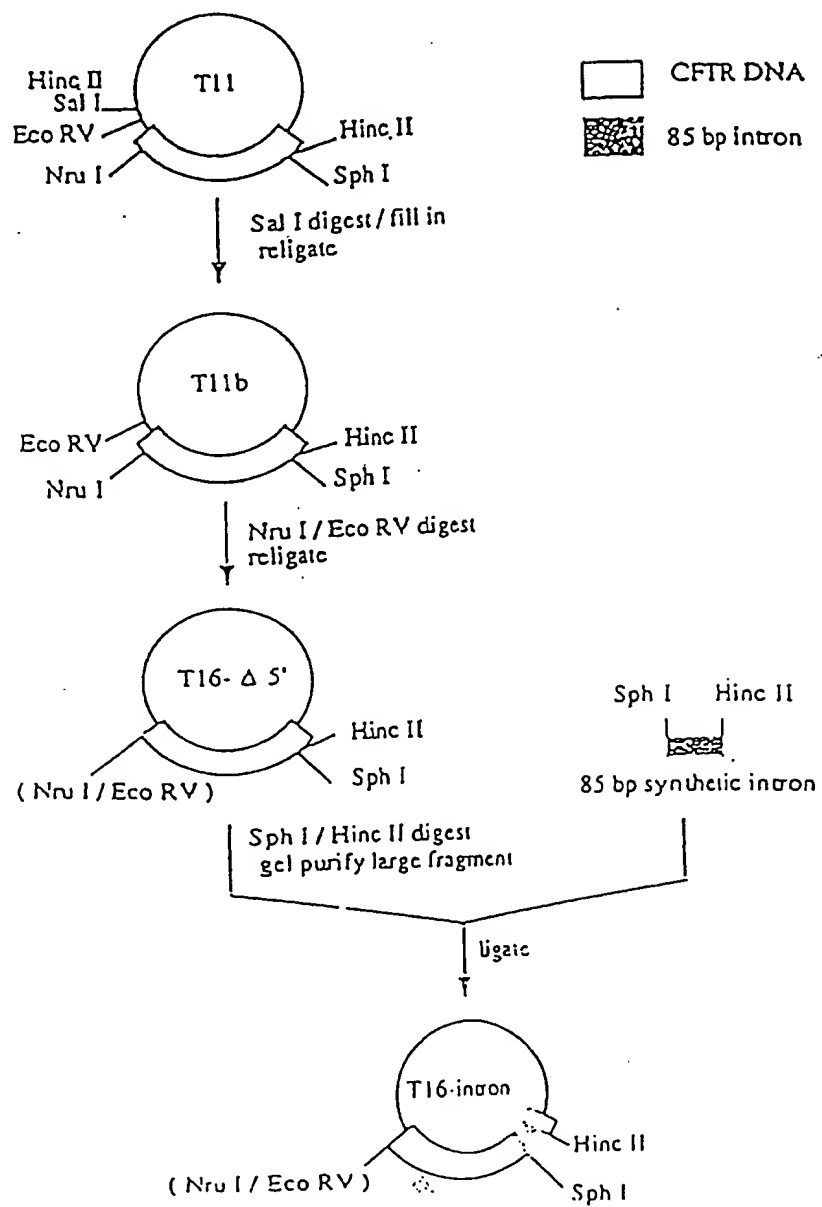 T11
Hinc II
Sal I
Eco RV
Nru I
Hinc II
Sph I
CFTR DNA
85 bp intron
Sal I digest / fill in
religate
T11b
Eco RV
Nru I
Hinc II
Sph I
Nru I / Eco RV digest
religate
T16- Δ 5'
Hinc II
Sph I
( Nru I / Eco RV )
Sph I Hinc II
85 bp synthetic intron
Sph I / Hinc II digest
gel purify large fragment
ligate
T16-intron
Hinc II
Sph I
( Nru I / Eco RV )